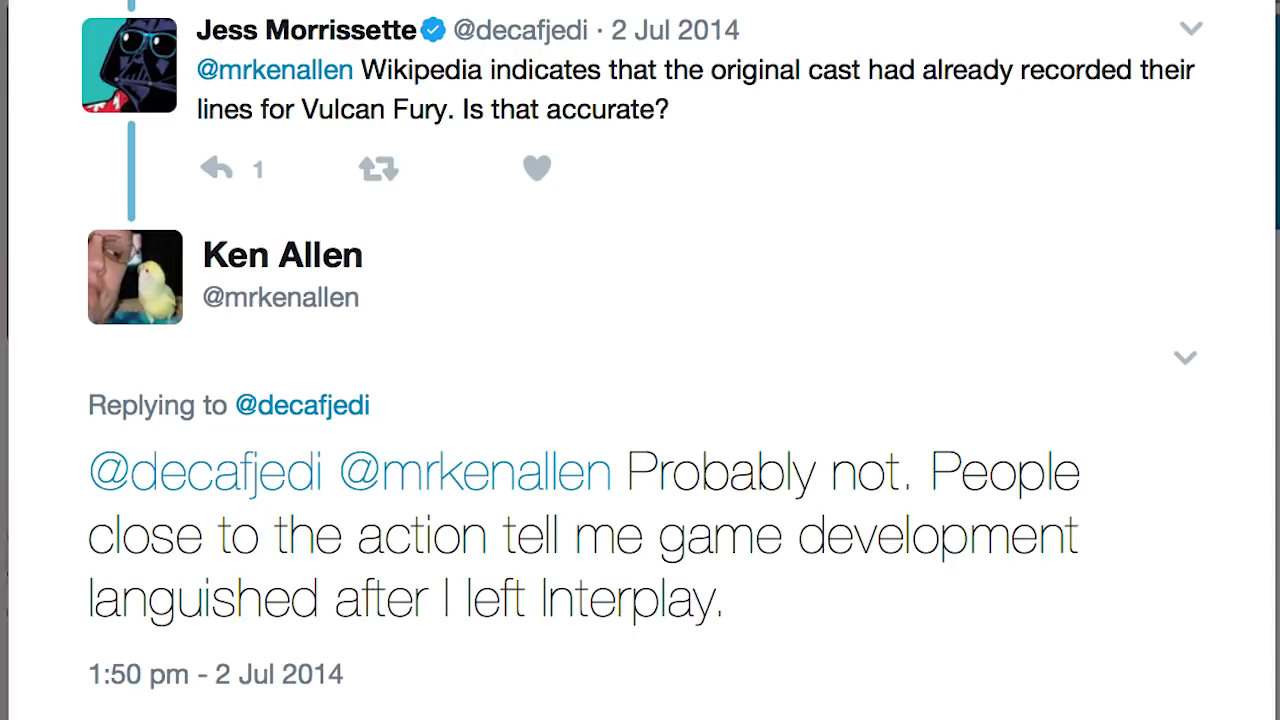 Jess Morrissette @decafjedi · 2 Jul 2014
@mrkenallen Wikipedia indicates that the original cast had already recorded their
lines for Vulcan Fury. Is that accurate?
1
Ken Allen
@mrkenallen
Replying to @decafjedi
@decafjedi @mrkenallen Probably not. People
close to the action tell me game development
languished after I left Interplay.
1:50 pm - 2 Jul 2014